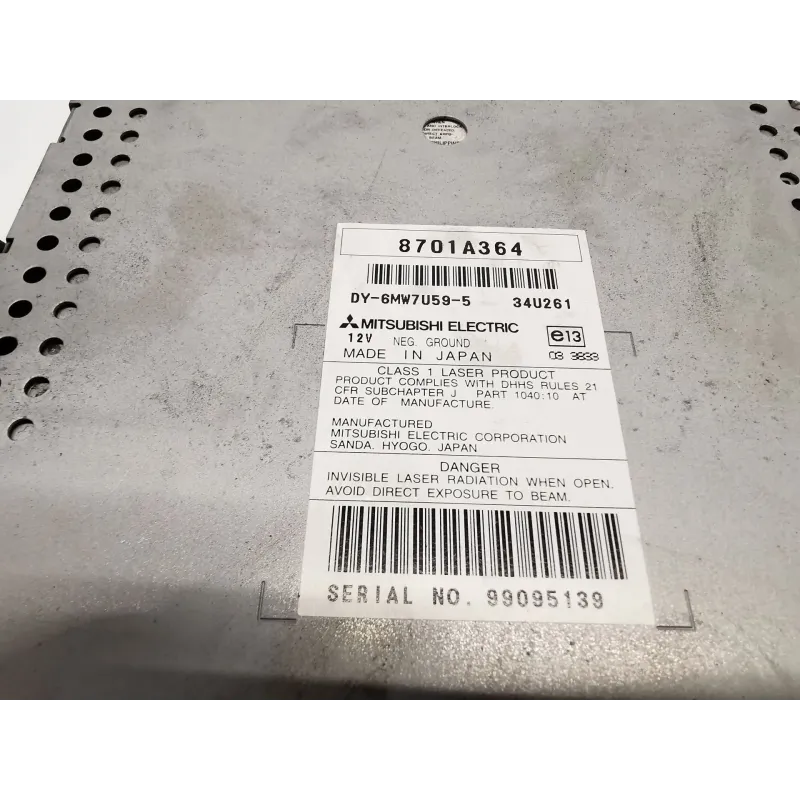 8701A364
DY-6MW7U59-5 34U261
MITSUBISHI ELECTRIC e13
12V NEG. GROUND
MADE IN JAPAN 03 3833
CLASS 1 LASER PRODUCT
PRODUCT COMPLIES WITH DHHS RULES 21
CFR SUBCHAPTER J PART 1040:10 AT
DATE OF MANUFACTURE.
MANUFACTURED
MITSUBISHI ELECTRIC CORPORATION
SANDA. HYOGO. JAPAN
DANGER
INVISIBLE LASER RADIATION WHEN OPEN.
AVOID DIRECT EXPOSURE TO BEAM.
SERIAL NO. 99095139